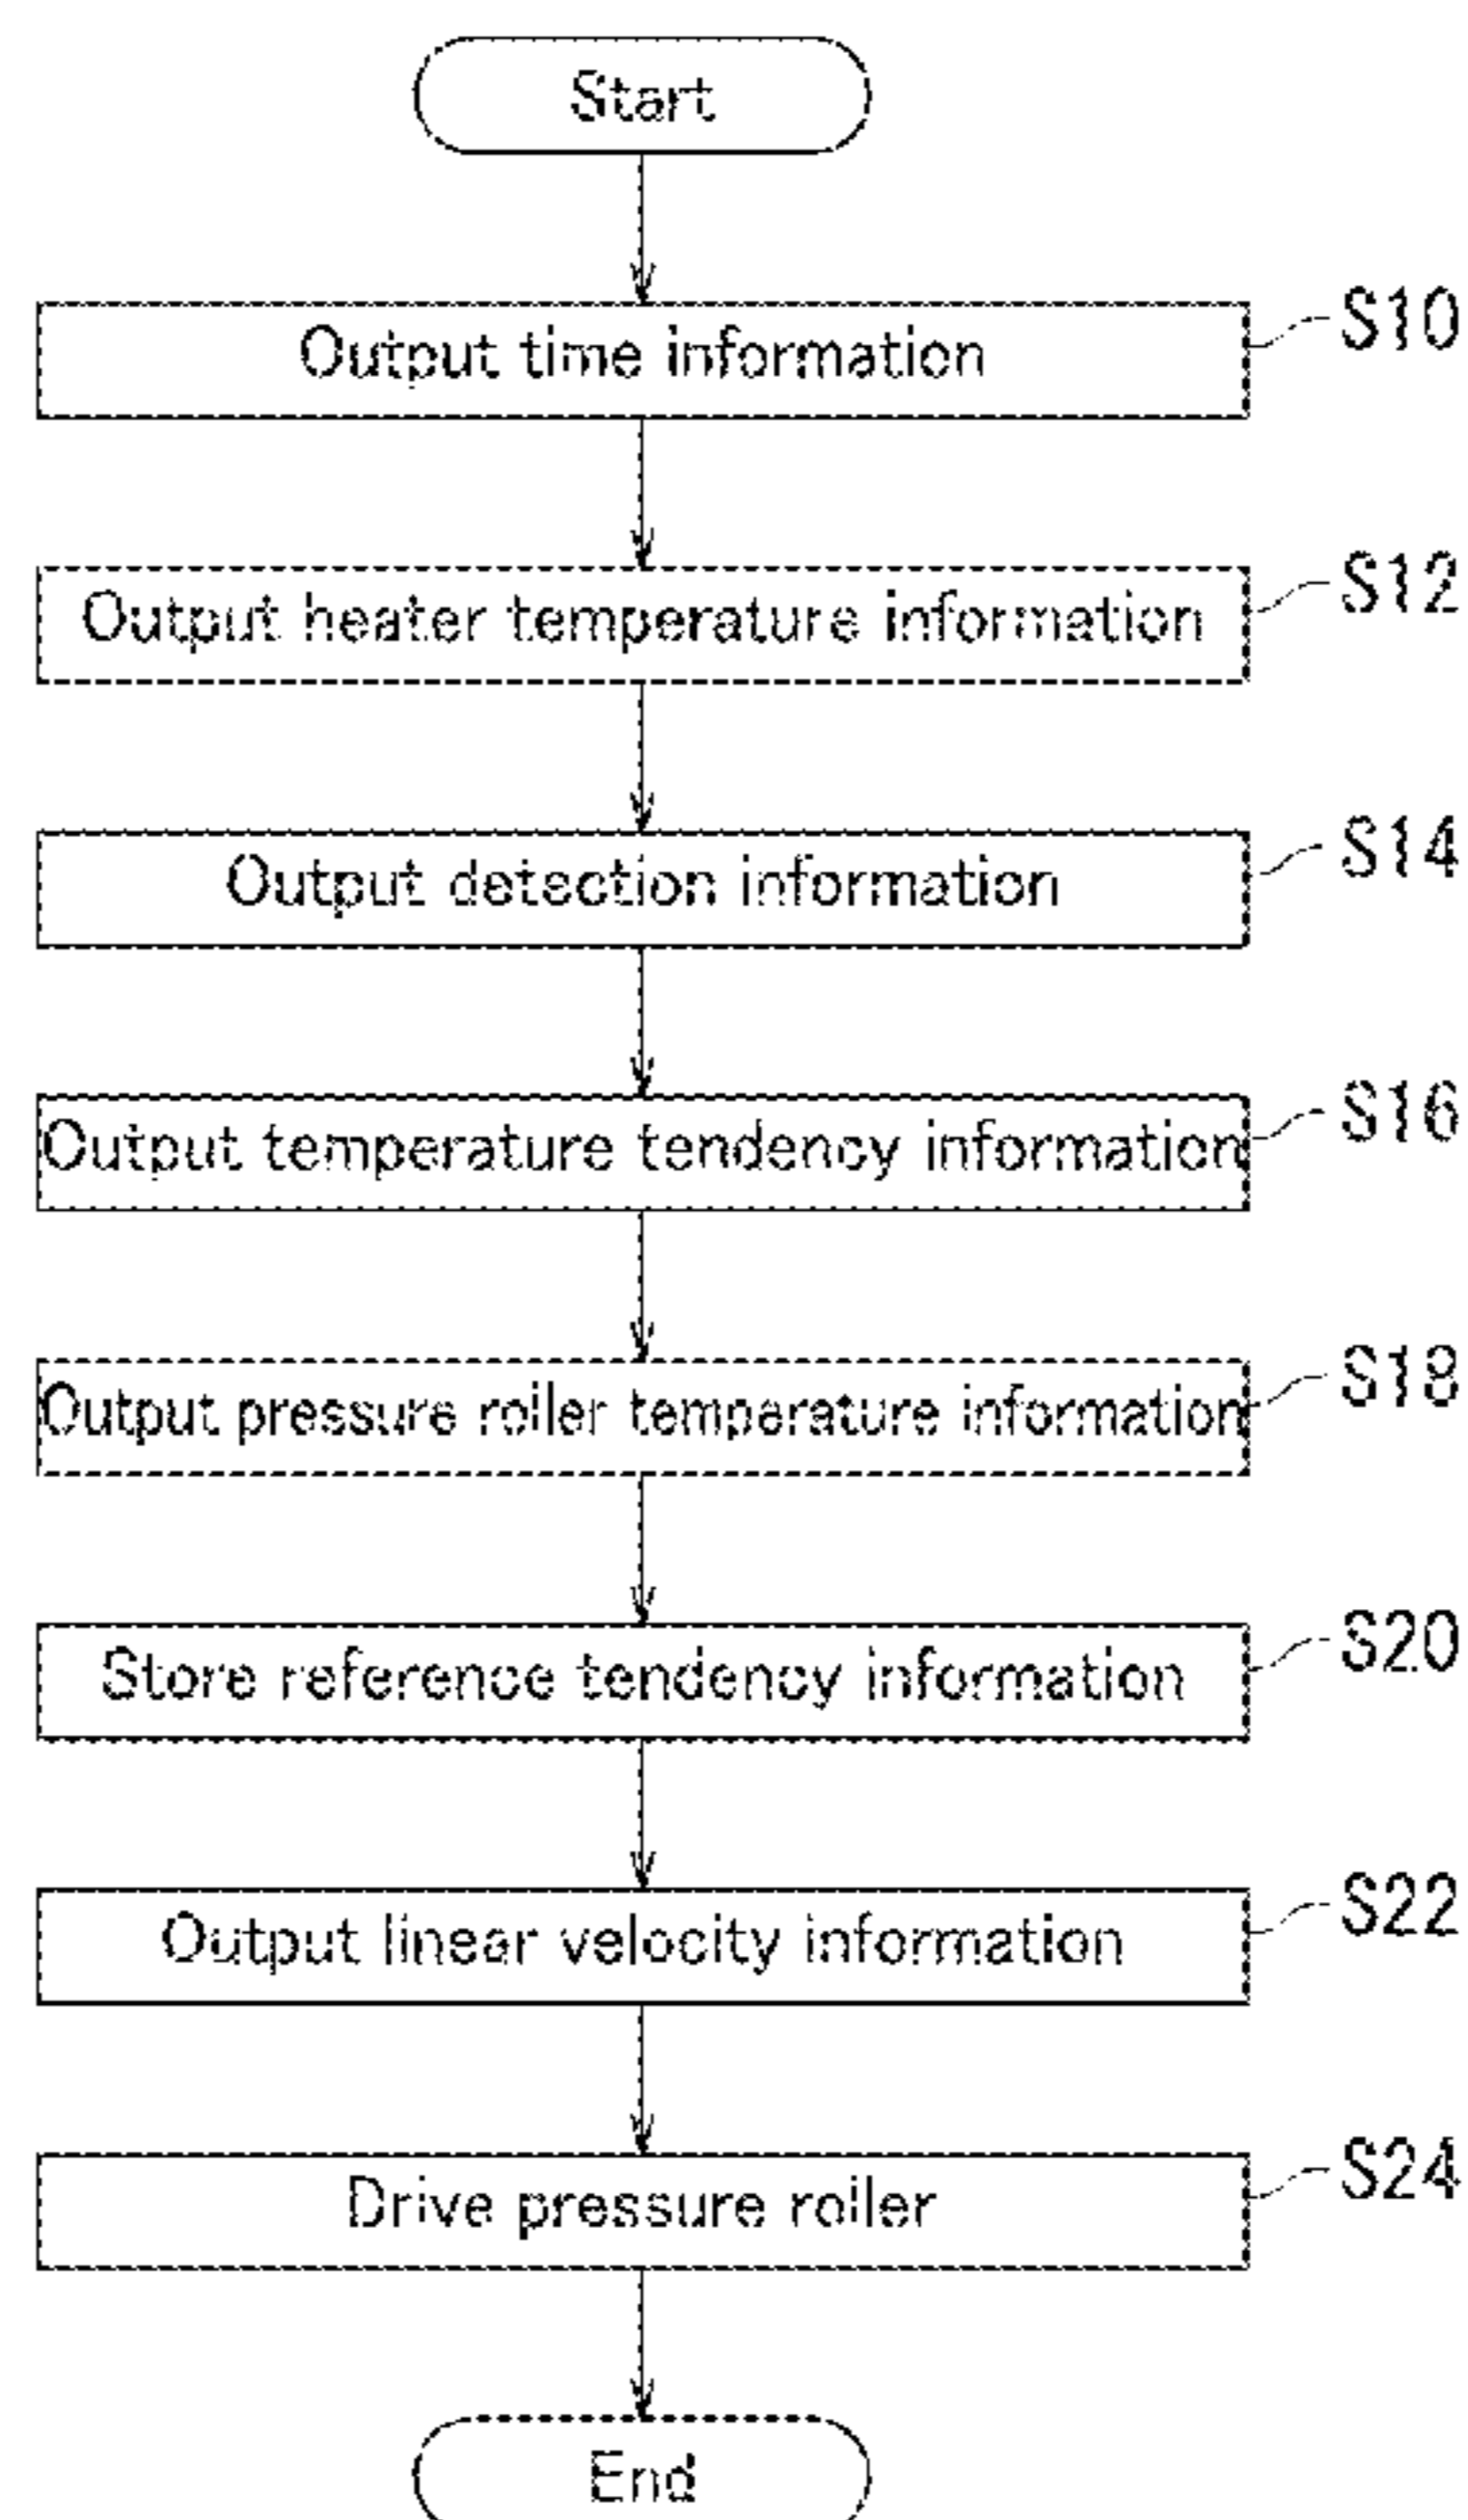 Start
Output time information
S10
Output heater temperature information
S12
Output detection information
S14
Output temperature tendency information
S16
Output pressure roller temperature information
S18
Store reference tendency information
S20
Output linear velocity information
S22
Drive pressure roller
S24
End